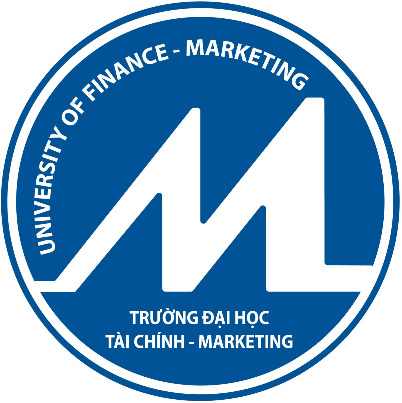 UNIVERSITY OF FINANCE - MARKETING
TRƯỜNG ĐẠI HỌC
TÀI CHÍNH - MARKETING